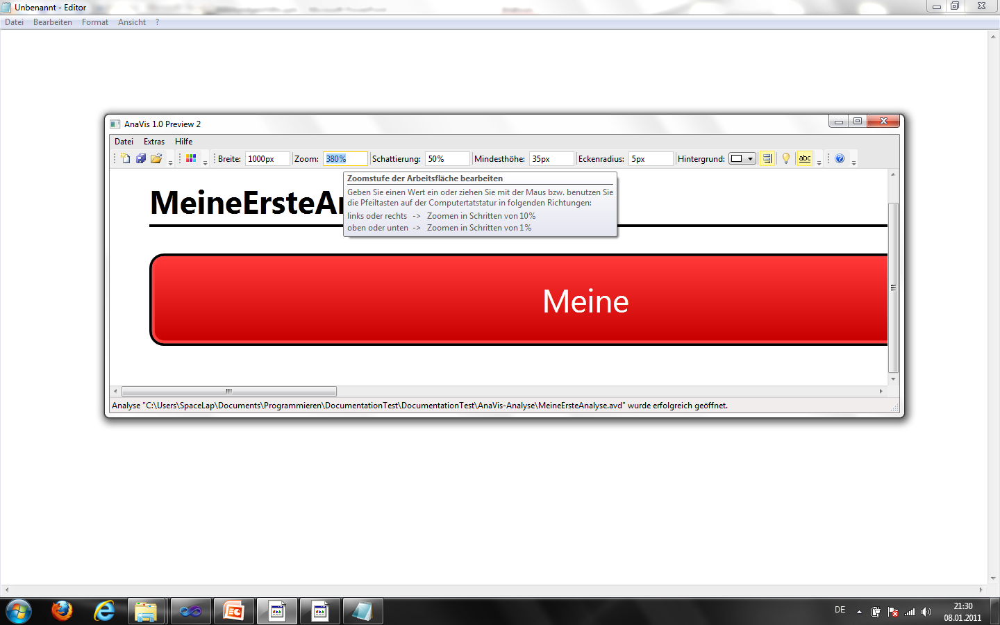 Unbenannt - Editor
Datei Bearbeiten Format Ansicht ?
AnaVis 1.0 Preview 2
Datei Extras Hilfe
Breite: 1000px Zoom: 380% Schattierung: 50% Mindesthöhe: 35px Eckenradius: 5px Hintergrund: abc
Zoomstufe der Arbeitsfläche bearbeiten
Geben Sie einen Wert ein oder ziehen Sie mit der Maus bzw. benutzen Sie
die Pfeiltasten auf der Computertatstatur in folgenden Richtungen:
links oder rechts -> Zoomen in Schritten von 10%
oben oder unten -> Zoomen in Schritten von 1%
MeineErsteAn
Meine
Analyse "C:\Users\SpaceLap\Documents\Programmieren\DocumentationTest\DocumentationTest\AnaVis-Analyse\MeineErsteAnalyse.avd" wurde erfolgreich geöffnet.
DE
21:30
08.01.2011